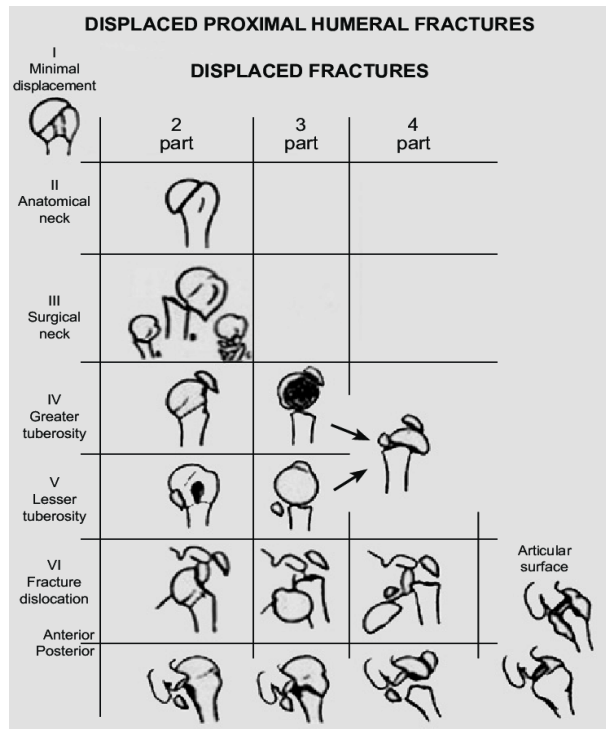 DISPLACED PROXIMAL HUMERAL FRACTURES
I
Minimal
displacement
DISPLACED FRACTURES
2
part
3
part
4
part
II
Anatomical
neck
III
Surgical
neck
IV
Greater
tuberosity
V
Lesser
tuberosity
VI
Fracture
dislocation
Articular
surface
Anterior
Posterior